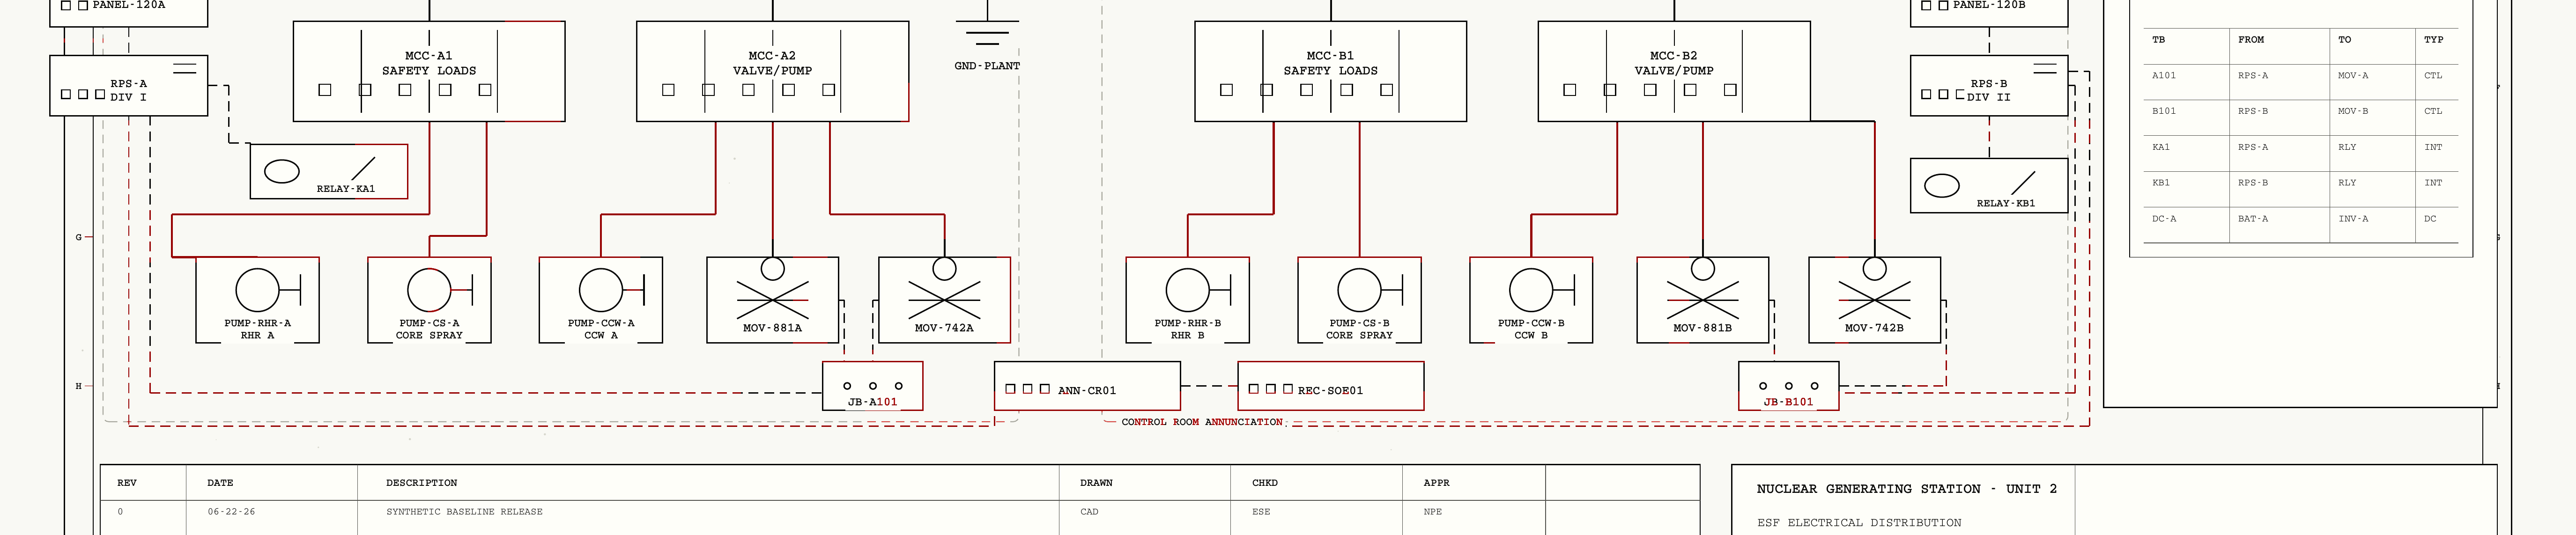 PANEL-120A
PANEL-120B
RPS-A
DIV I
MCC-A1
SAFETY LOADS
MCC-A2
VALVE/PUMP
GND-PLANT
MCC-B1
SAFETY LOADS
MCC-B2
VALVE/PUMP
RPS-B
DIV II
TB FROM TO TYP
A101 RPS-A MOV-A CTL
B101 RPS-B MOV-B CTL
KA1 RPS-A RLY INT
KB1 RPS-B RLY INT
DC-A BAT-A INV-A DC
RELAY-KA1
RELAY-KB1
G
PUMP-RHR-A
RHR A
PUMP-CS-A
CORE SPRAY
PUMP-CCW-A
CCW A
MOV-881A
MOV-742A
PUMP-RHR-B
RHR B
PUMP-CS-B
CORE SPRAY
PUMP-CCW-B
CCW B
MOV-881B
MOV-742B
H
JB-A101
ANN-CR01
REC-SOE01
JB-B101
CONTROL ROOM ANNUNCIATION
REV DATE DESCRIPTION DRAWN CHKD APPR
0 06-22-26 SYNTHETIC BASELINE RELEASE CAD ESE NPE
NUCLEAR GENERATING STATION - UNIT 2
ESF ELECTRICAL DISTRIBUTION